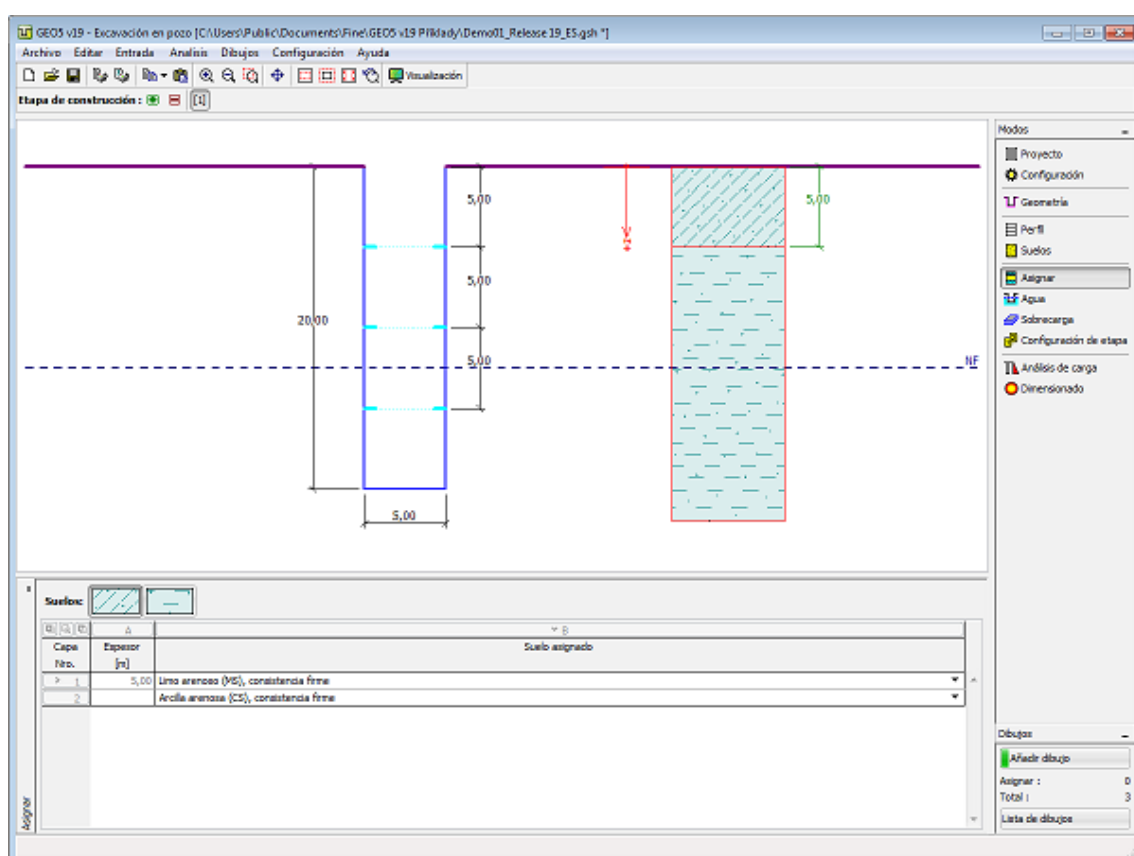 GEO5 v19 - Excavación en pozo [C:\Users\Public\Documents\Fine\GEO5 v19 Příklady\Demo01_Release 19_ES.gsh *]
Archivo Editar Entrada Analisis Dibujos Configuración Ayuda
Visualización
Etapa de construcción : [1]
Modos
Proyecto
Configuración
Geometría
Perfil
Suelos
Asignar
Agua
Sobrecarga
Configuración de etapa
Análisis de carga
Dimensionado
5,00
5,00
+z
5,00
20,00
5,00
NF
5,00
Suelos:
A B
Capa Espesor Suelo asignado
Nro. [m]
1 5,00 Limo arenoso (MS), consistencia firme
2 Arcilla arenosa (CS), consistencia firme
Asignar
Dibujos
Añadir dibujo
Asignar : 0
Total : 3
Lista de dibujos